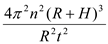 4π²n²(R + H)³ / R²t²